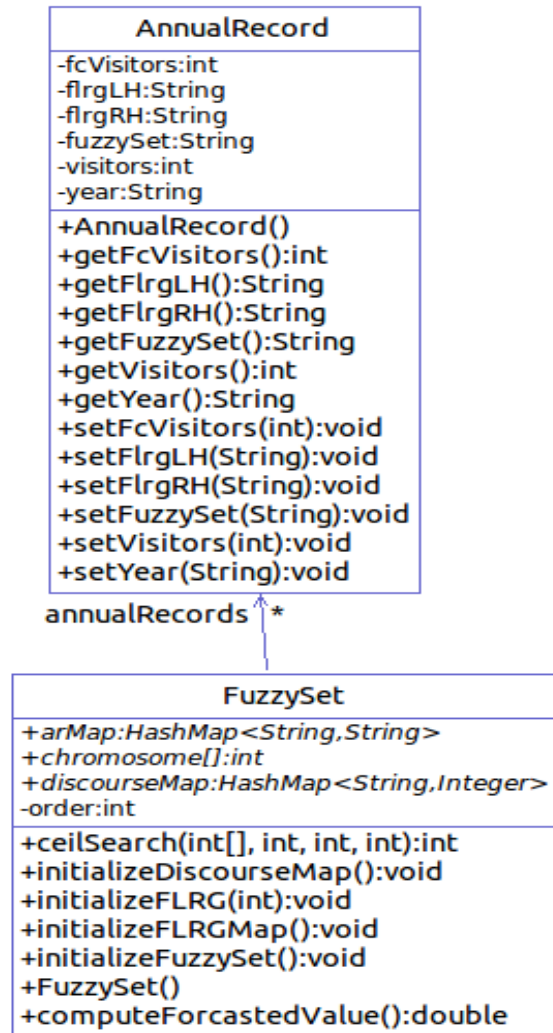 AnnualRecord
-fcVisitors:int
-flrgLH:String
-flrgRH:String
-fuzzySet:String
-visitors:int
-year:String
+AnnualRecord()
+getFcVisitors():int
+getFlrgLH():String
+getFlrgRH():String
+getFuzzySet():String
+getVisitors():int
+getYear():String
+setFcVisitors(int):void
+setFlrgLH(String):void
+setFlrgRH(String):void
+setFuzzySet(String):void
+setVisitors(int):void
+setYear(String):void
annualRecords *
FuzzySet
+arMap:HashMap<String,String>
+chromosome[]:int
+discourseMap:HashMap<String,Integer>
-order:int
+ceilSearch(int[], int, int, int):int
+initializeDiscourseMap():void
+initializeFLRG(int):void
+initializeFLRGMap():void
+initializeFuzzySet():void
+FuzzySet()
+computeForcastedValue():double